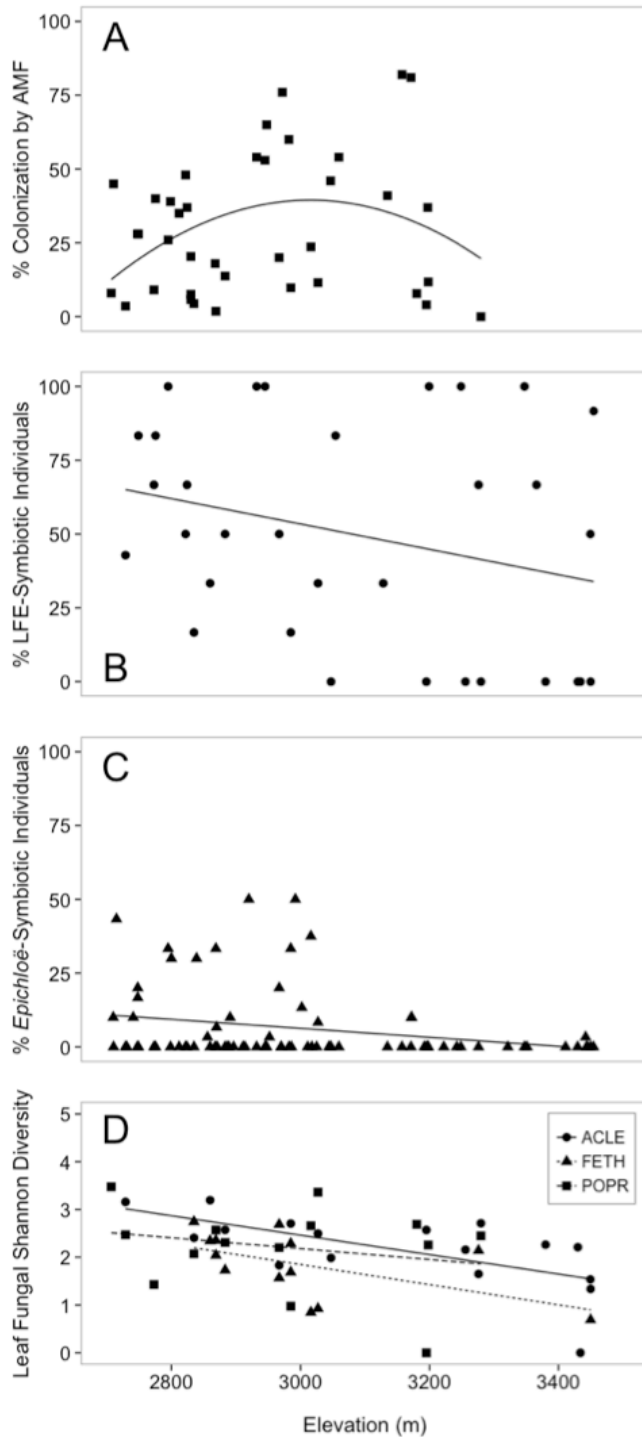 A
% Colonization by AMF
100
75
50
25
0
B
% LFE-Symbiotic Individuals
100
75
50
25
0
C
% Epichloë-Symbiotic Individuals
100
75
50
25
0
D
Leaf Fungal Shannon Diversity
5
4
3
2
1
0
ACLE
FETH
POPR
2800 3000 3200 3400
Elevation (m)